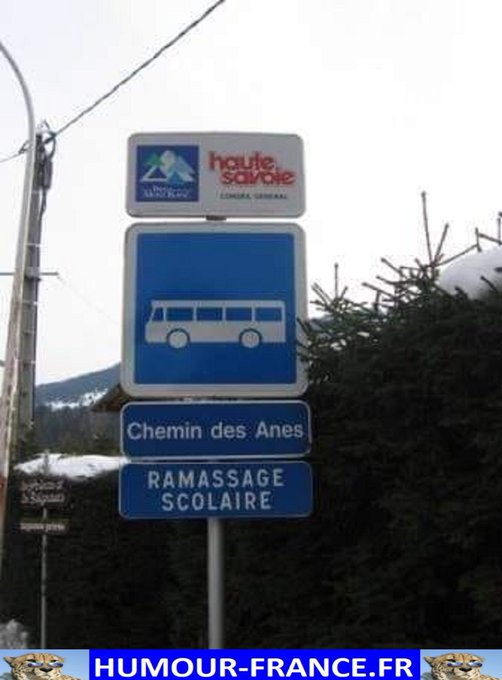 haute
savoie
CONSEIL GENERAL
Chemin des Anes
RAMASSAGE
SCOLAIRE
HUMOUR-FRANCE.FR